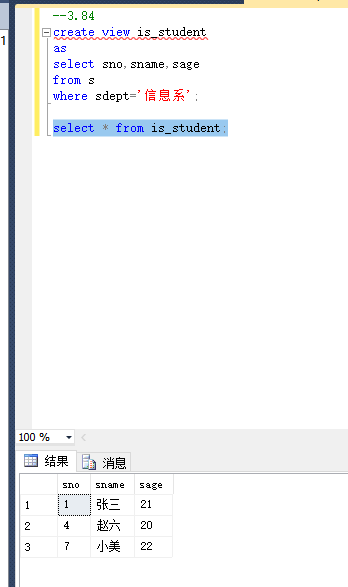 1
--3.84
create view is_student
as
select sno,sname,sage
from s
where sdept='信息系';
select * from is_student;
100 %
结果 消息
sno sname sage
1 1 张三 21
2 4 赵六 20
3 7 小美 22